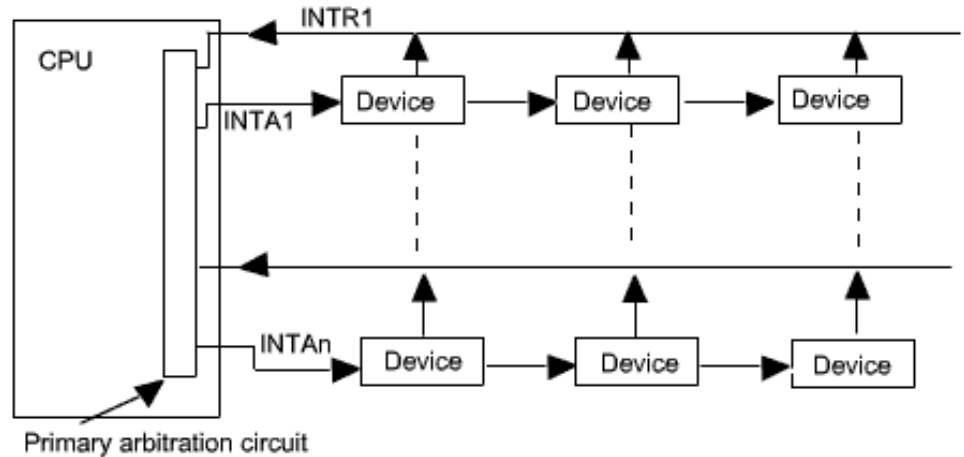 INTR1
CPU
Device Device Device
INTA1
INTAn
Device Device Device
Primary arbitration circuit